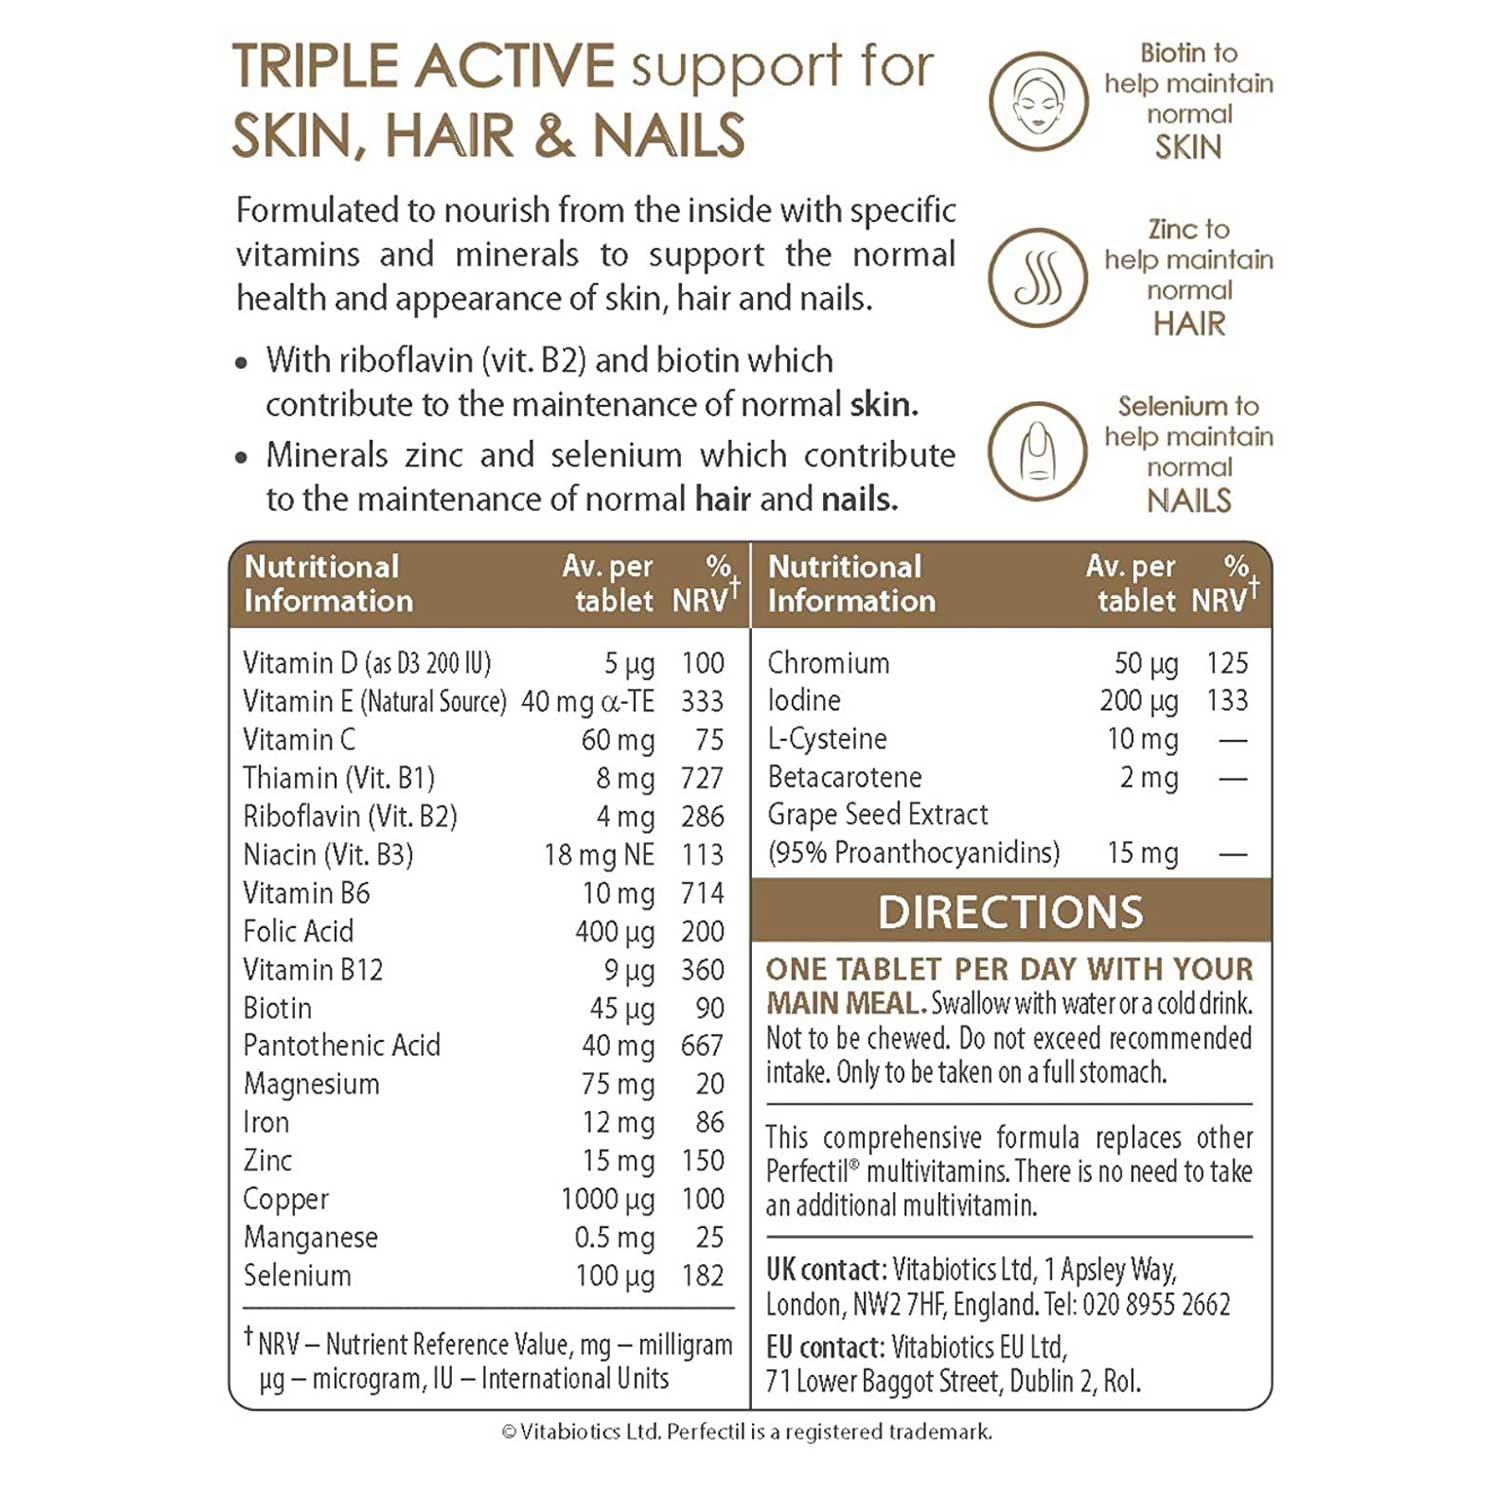 TRIPLE ACTIVE support for
SKIN, HAIR & NAILS
Formulated to nourish from the inside with specific
vitamins and minerals to support the normal
health and appearance of skin, hair and nails.
• With riboflavin (vit. B2) and biotin which
contribute to the maintenance of normal skin.
• Minerals zinc and selenium which contribute
to the maintenance of normal hair and nails.
Biotin to
help maintain
normal
SKIN
Zinc to
help maintain
normal
HAIR
Selenium to
help maintain
normal
NAILS
Nutritional Av. per %
Information tablet NRV†
Vitamin D (as D3 200 IU) 5 µg 100
Vitamin E (Natural Source) 40 mg α-TE 333
Vitamin C 60 mg 75
Thiamin (Vit. B1) 8 mg 727
Riboflavin (Vit. B2) 4 mg 286
Niacin (Vit. B3) 18 mg NE 113
Vitamin B6 10 mg 714
Folic Acid 400 µg 200
Vitamin B12 9 µg 360
Biotin 45 µg 90
Pantothenic Acid 40 mg 667
Magnesium 75 mg 20
Iron 12 mg 86
Zinc 15 mg 150
Copper 1000 µg 100
Manganese 0.5 mg 25
Selenium 100 µg 182
† NRV – Nutrient Reference Value, mg – milligram
µg – microgram, IU – International Units
Nutritional Av. per %
Information tablet NRV†
Chromium 50 µg 125
Iodine 200 µg 133
L-Cysteine 10 mg —
Betacarotene 2 mg —
Grape Seed Extract
(95% Proanthocyanidins) 15 mg —
DIRECTIONS
ONE TABLET PER DAY WITH YOUR
MAIN MEAL. Swallow with water or a cold drink.
Not to be chewed. Do not exceed recommended
intake. Only to be taken on a full stomach.
This comprehensive formula replaces other
Perfectil® multivitamins. There is no need to take
an additional multivitamin.
UK contact: Vitabiotics Ltd, 1 Apsley Way,
London, NW2 7HF, England. Tel: 020 8955 2662
EU contact: Vitabiotics EU Ltd,
71 Lower Baggot Street, Dublin 2, RoI.
© Vitabiotics Ltd. Perfectil is a registered trademark.